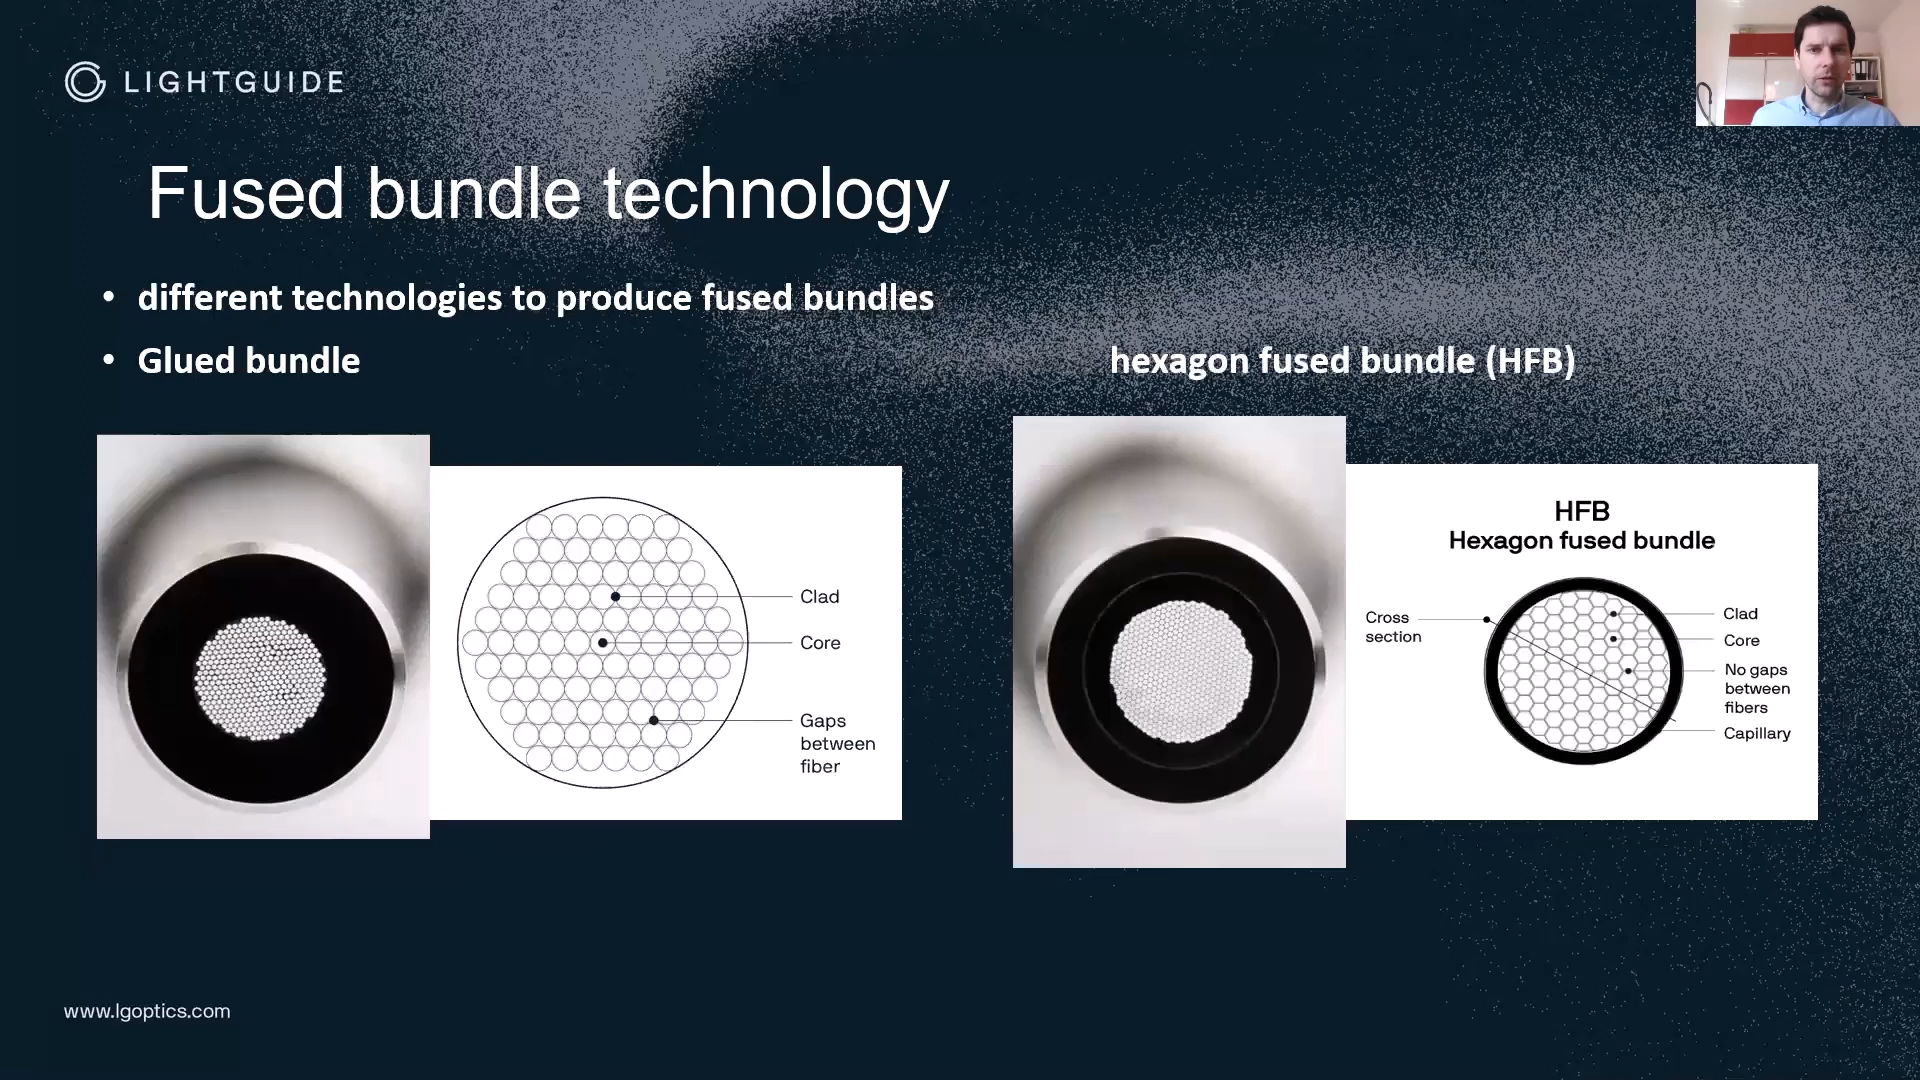 LIGHTGUIDE
Fused bundle technology
• different technologies to produce fused bundles
• Glued bundle
hexagon fused bundle (HFB)
Clad
Core
Gaps
between
fiber
HFB
Hexagon fused bundle
Cross
section
Clad
Core
No gaps
between
fibers
Capillary
www.lgoptics.com